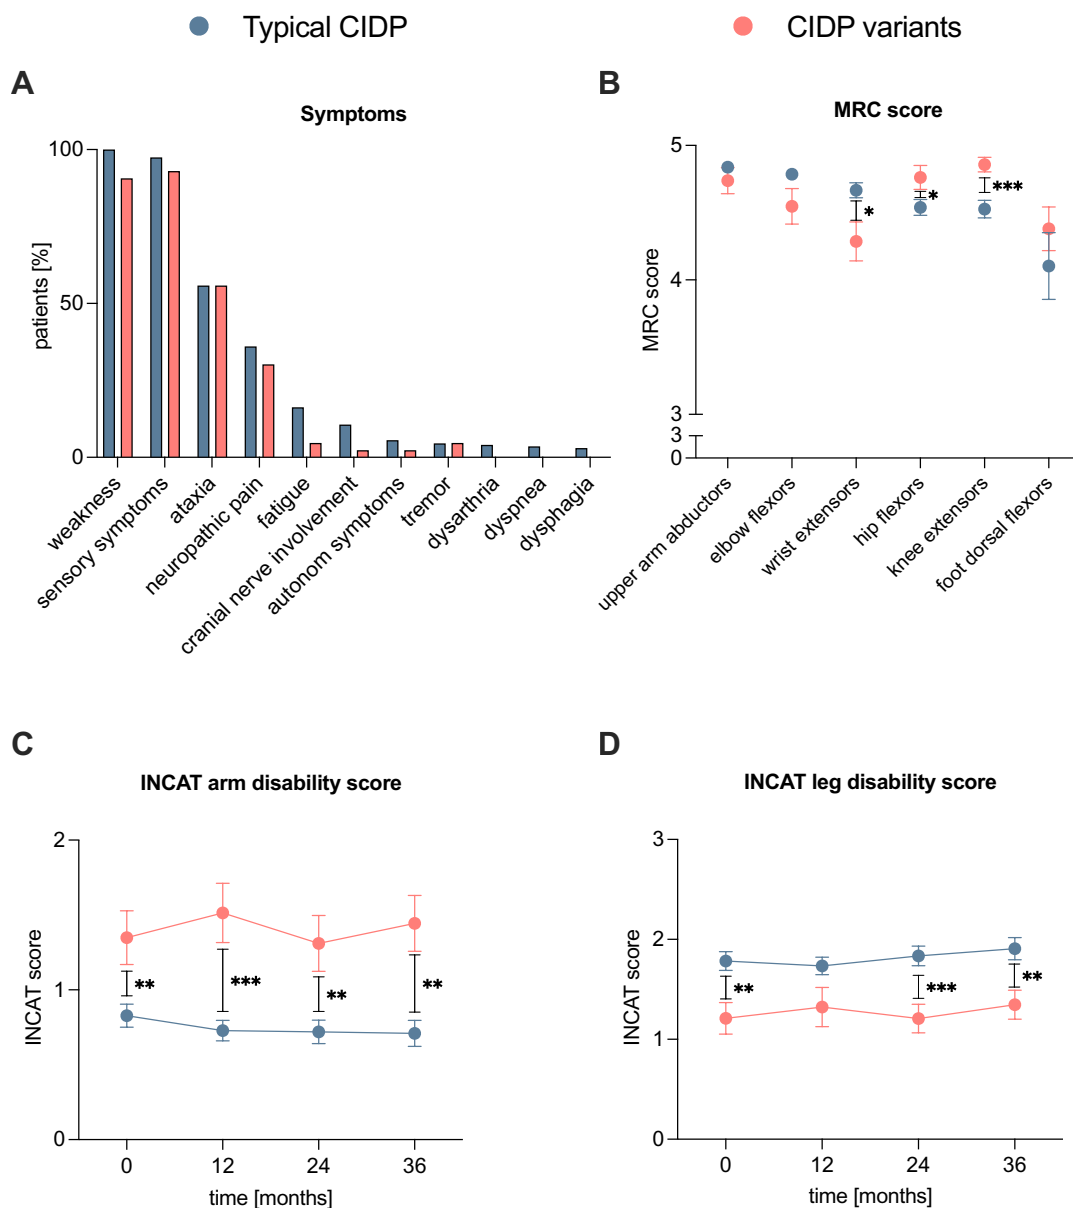 Typical CIDP
CIDP variants
A
Symptoms
100
50
0
patients [%]
weakness
sensory symptoms
ataxia
neuropathic pain
fatigue
cranial nerve involvement
autonom symptoms
tremor
dysarthria
dyspnea
dysphagia
B
MRC score
5
4
3
3
0
MRC score
*
*
***
upper arm abductors
elbow flexors
wrist extensors
hip flexors
knee extensors
foot dorsal flexors
C
INCAT arm disability score
2
1
0
INCAT score
**
***
**
**
0 12 24 36
time [months]
D
INCAT leg disability score
3
2
1
0
INCAT score
**
***
**
0 12 24 36
time [months]